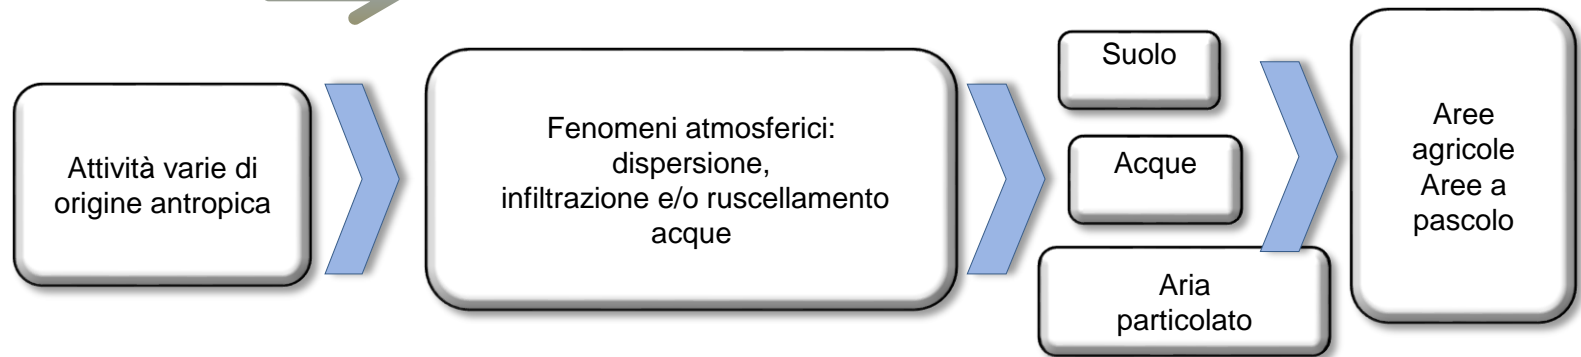 Attività varie di
origine antropica
Fenomeni atmosferici:
dispersione,
infiltrazione e/o ruscellamento
acque
Suolo
Acque
Aria
particolato
Aree
agricole
Aree a
pascolo